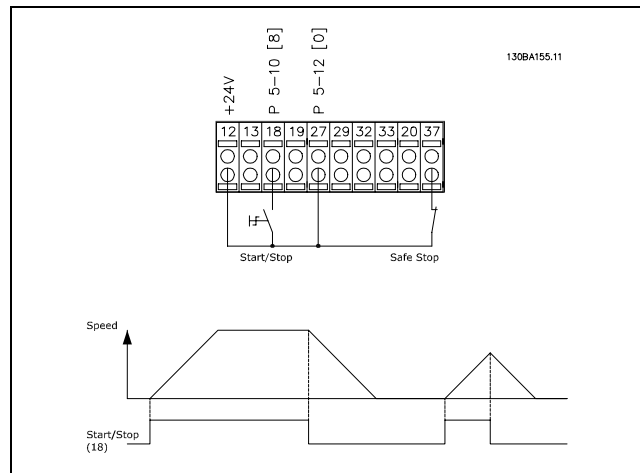 130BA155.11
+24V
P 5-10 [8]
P 5-12 [0]
12 13 18 19 27 29 32 33 20 37
Start/Stop
Safe Stop
Speed
Start/Stop
(18)